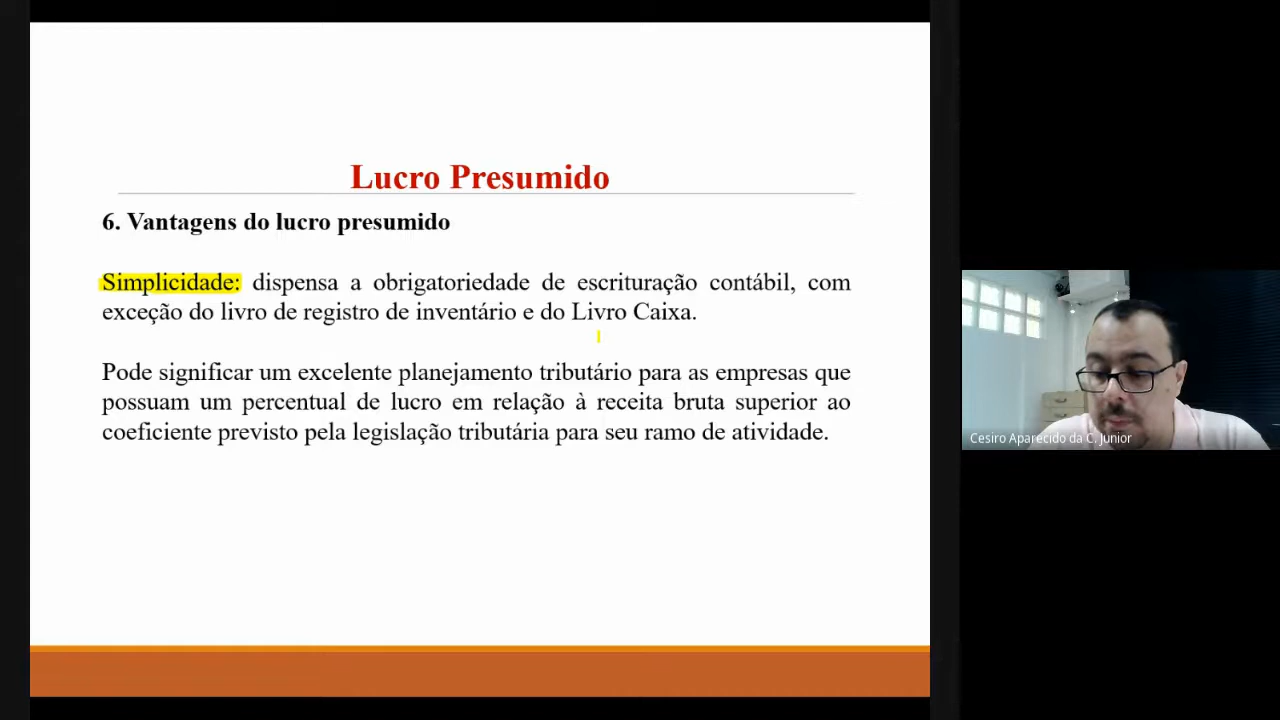 Lucro Presumido
6. Vantagens do lucro presumido
Simplicidade: dispensa a obrigatoriedade de escrituração contábil, com
exceção do livro de registro de inventário e do Livro Caixa.
Pode significar um excelente planejamento tributário para as empresas que
possuam um percentual de lucro em relação à receita bruta superior ao
coeficiente previsto pela legislação tributária para seu ramo de atividade.
Cesiro Aparecido da C. Junior